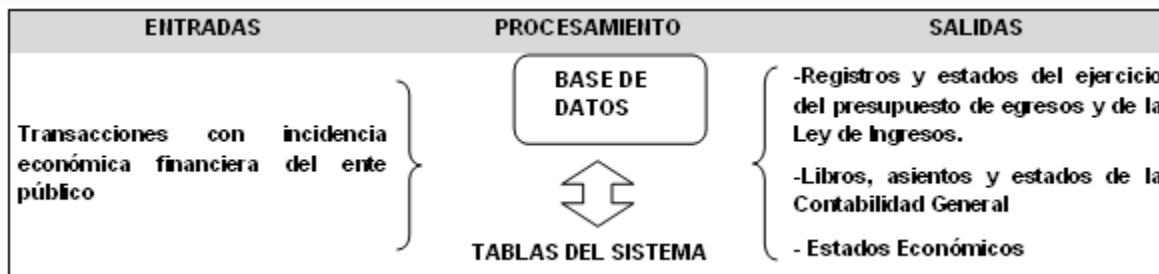 ENTRADAS
PROCESAMIENTO
SALIDAS
Transacciones con incidencia
económica financiera del ente
público
BASE DE
DATOS
TABLAS DEL SISTEMA
-Registros y estados del ejercicio
del presupuesto de egresos y de la
Ley de Ingresos.
-Libros, asientos y estados de la
Contabilidad General
- Estados Económicos